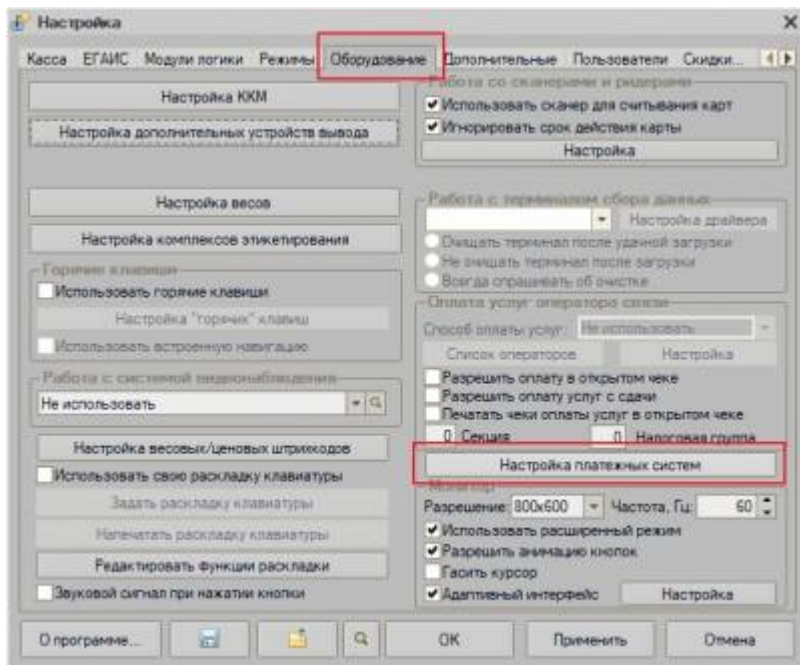 Настройка
Касса ЕГАИС Модули логики Режимы Оборудование Дополнительные Пользователи Скидки...
Настройка ККМ
Настройка дополнительных устройств вывода
Настройка весов
Настройка комплексов этикетирования
Горячие клавиши
Использовать горячие клавиши
Настройка "горячих" клавиш
Использовать встроенную навигацию
Работа с системой видеонаблюдения
Не использовать
Настройка весовых/ценовых штрихкодов
Использовать свою раскладку клавиатуры
Задать раскладку клавиатуры
Напечатать раскладку клавиатуры
Редактировать функции раскладки
Звуковой сигнал при нажатии кнопки
Работа со сканерами и ридерами
Использовать сканер для считывания карт
Игнорировать срок действия карты
Настройка
Работа с терминалом сбора данных
Настройка драйвера
Очищать терминал после удачной загрузки
Не очищать терминал после загрузки
Всегда спрашивать об очистке
Оплата услуг оператора связи
Способ оплаты услуг: Не использовать
Список операторов Настройка
Разрешить оплату в открытом чеке
Разрешить оплату услуг с сдачи
Печатать чеки оплаты услуг в открытом чеке
0 Секция 0 Налоговая группа
Настройка платежных систем
Монитор
Разрешение: 800x600 Частота, Гц: 60
Использовать расширенный режим
Разрешить анимацию кнопок
Гасить курсор
Адаптивный интерфейс Настройка
О программе... OK Применить Отмена